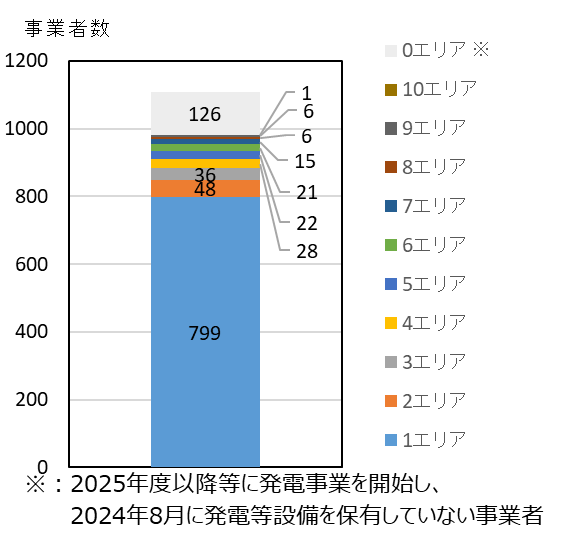 事業者数
1200
1000
800
600
400
200
0
126
1
6
6
15
21
22
28
36
48
799
0エリア ※
10エリア
9エリア
8エリア
7エリア
6エリア
5エリア
4エリア
3エリア
2エリア
1エリア
※：2025年度以降等に発電事業を開始し、
2024年8月に発電等設備を保有していない事業者